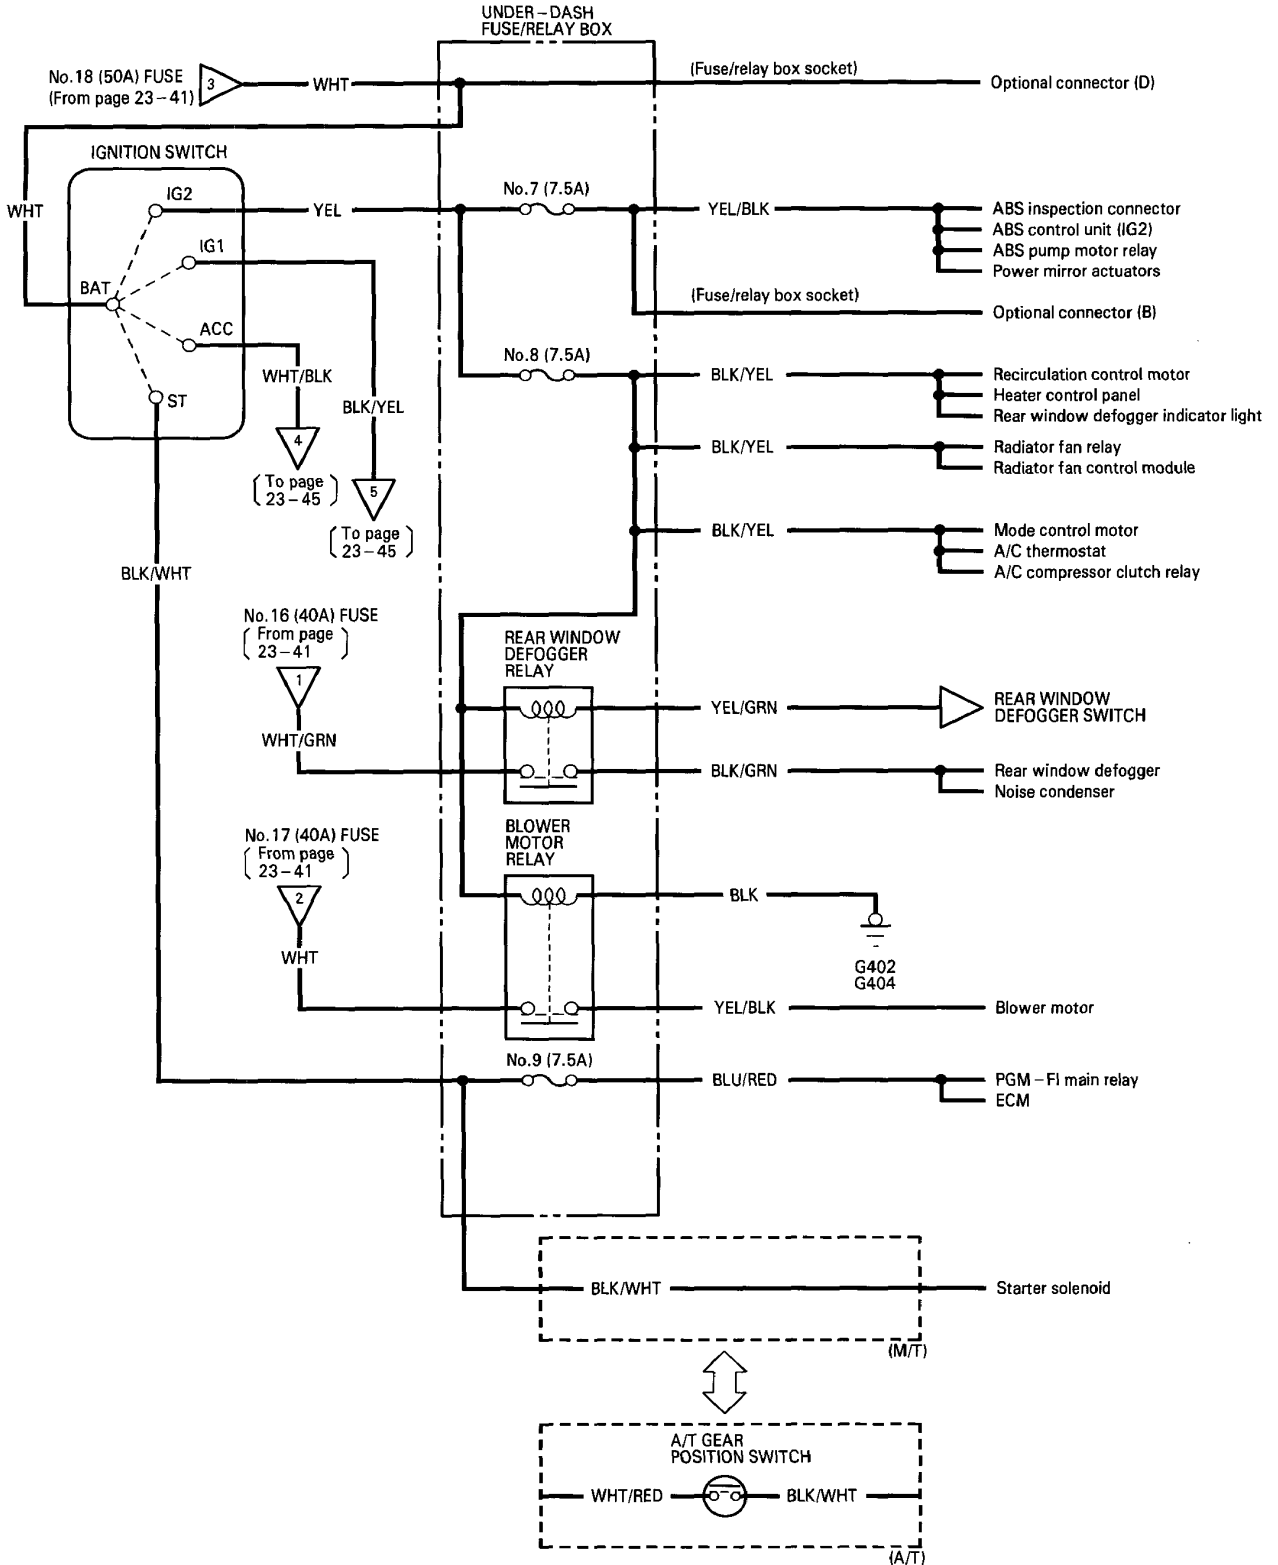 UNDER-DASH
FUSE/RELAY BOX
No.18 (50A) FUSE
(From page 23-41)
3
WHT
(Fuse/relay box socket)
Optional connector (D)
IGNITION SWITCH
WHT
IG2
YEL
No.7 (7.5A)
YEL/BLK
ABS inspection connector
ABS control unit (IG2)
ABS pump motor relay
Power mirror actuators
IG1
BAT
(Fuse/relay box socket)
Optional connector (B)
ACC
No.8 (7.5A)
WHT/BLK
BLK/YEL
Recirculation control motor
Heater control panel
Rear window defogger indicator light
ST
BLK/YEL
4
(To page
23-45)
BLK/YEL
Radiator fan relay
Radiator fan control module
5
(To page
23-45)
BLK/YEL
Mode control motor
A/C thermostat
A/C compressor clutch relay
BLK/WHT
No.16 (40A) FUSE
(From page
23-41)
1
WHT/GRN
REAR WINDOW
DEFOGGER
RELAY
YEL/GRN
REAR WINDOW
DEFOGGER SWITCH
BLK/GRN
Rear window defogger
Noise condenser
No.17 (40A) FUSE
(From page
23-41)
2
WHT
BLOWER
MOTOR
RELAY
BLK
G402
G404
YEL/BLK
Blower motor
No.9 (7.5A)
BLU/RED
PGM-FI main relay
ECM
BLK/WHT
Starter solenoid
(M/T)
A/T GEAR
POSITION SWITCH
WHT/RED
BLK/WHT
(A/T)